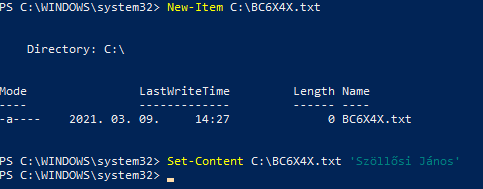 PS C:\WINDOWS\system32> New-Item C:\BC6X4X.txt
Directory: C:\
Mode LastWriteTime Length Name
---- ------------- ------ ----
-a---- 2021. 03. 09. 14:27 0 BC6X4X.txt
PS C:\WINDOWS\system32> Set-Content C:\BC6X4X.txt 'Szöllősi János'
PS C:\WINDOWS\system32>